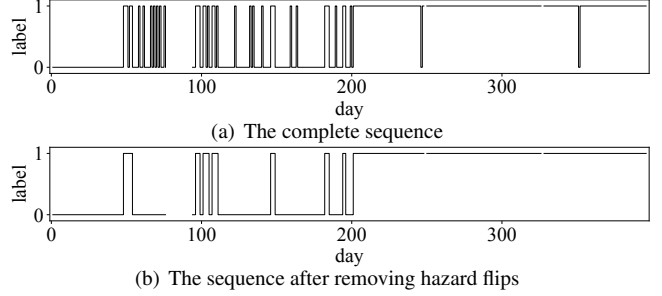 1
label
0
0 100 200 300
day
(a) The complete sequence
1
label
0
0 100 200 300
day
(b) The sequence after removing hazard flips